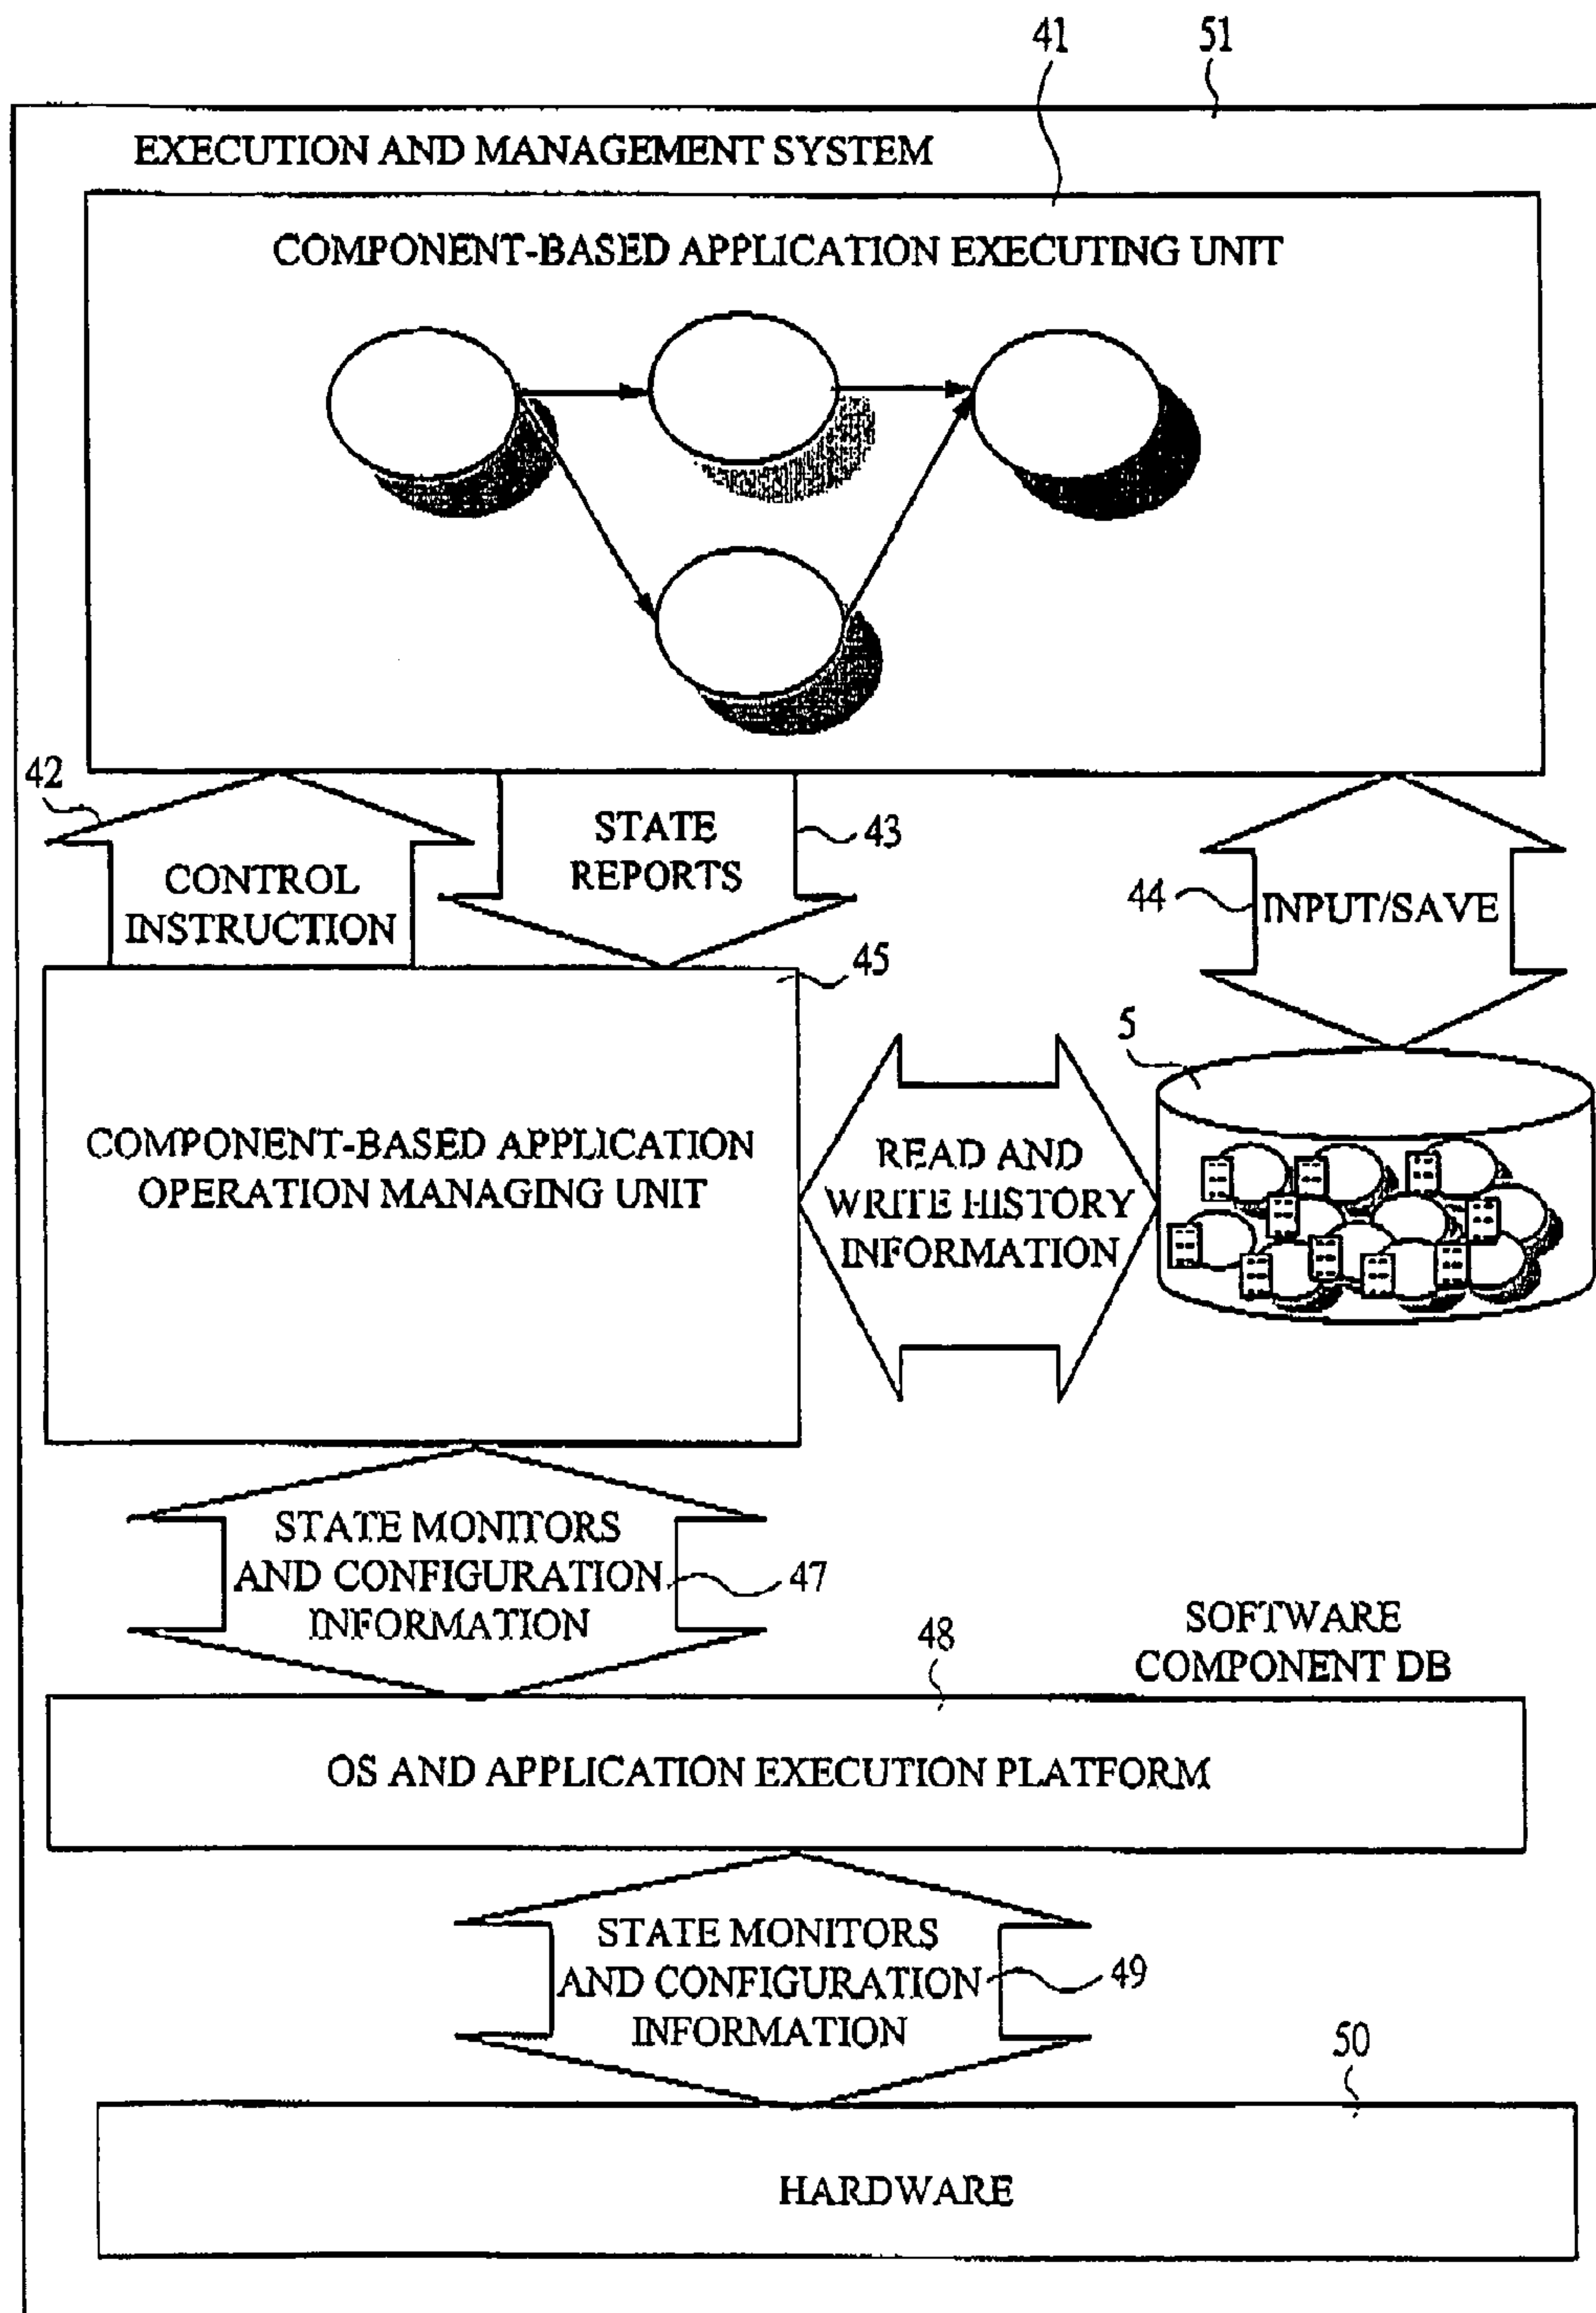 41
51
EXECUTION AND MANAGEMENT SYSTEM
COMPONENT-BASED APPLICATION EXECUTING UNIT
42
CONTROL
INSTRUCTION
STATE
REPORTS
43
44
INPUT/SAVE
45
5
COMPONENT-BASED APPLICATION
OPERATION MANAGING UNIT
READ AND
WRITE HISTORY
INFORMATION
STATE MONITORS
AND CONFIGURATION
INFORMATION
47
SOFTWARE
COMPONENT DB
48
OS AND APPLICATION EXECUTION PLATFORM
STATE MONITORS
AND CONFIGURATION
INFORMATION
49
50
HARDWARE